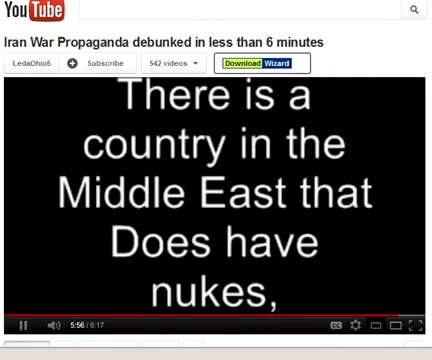 YouTube
Iran War Propaganda debunked in less than 6 minutes
LedaOhio5 Subscribe 542 videos Download Wizard
There is a
country in the
Middle East that
Does have
nukes,
5:56 / 6:17 CC